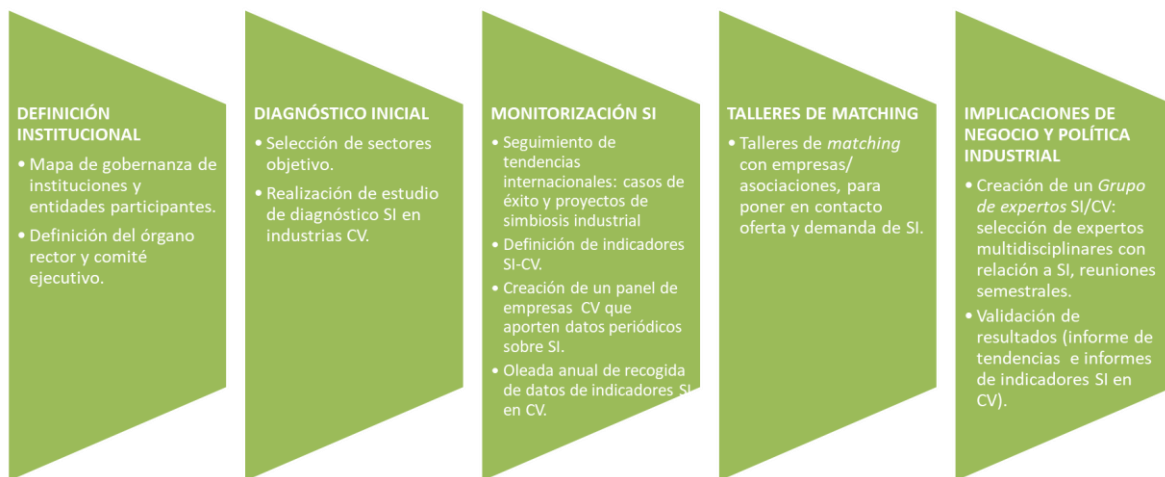 DEFINICIÓN
INSTITUCIONAL
• Mapa de gobernanza de
instituciones y
entidades participantes.
• Definición del órgano
rector y comité
ejecutivo.
DIAGNÓSTICO INICIAL
• Selección de sectores
objetivo.
• Realización de estudio
de diagnóstico SI en
industrias CV.
MONITORIZACIÓN SI
• Seguimiento de
tendencias
internacionales: casos de
éxito y proyectos de
simbiosis industrial
• Definición de indicadores
SI-CV.
• Creación de un panel de
empresas CV que
aporten datos periódicos
sobre SI.
• Oleada anual de recogida
de datos de indicadores SI
en CV.
TALLERES DE MATCHING
• Talleres de matching
con empresas/
asociaciones, para
poner en contacto
oferta y demanda de SI.
IMPLICACIONES DE
NEGOCIO Y POLÍTICA
INDUSTRIAL
• Creación de un Grupo
de expertos SI/CV:
selección de expertos
multidisciplinares con
relación a SI, reuniones
semestrales.
• Validación de
resultados (informe de
tendencias e informes
de indicadores SI en
CV).